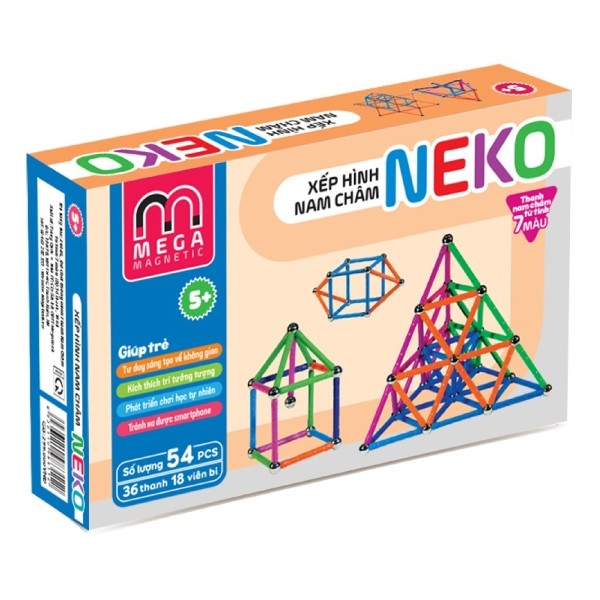 5+
XẾP HÌNH
NAM CHÂM
NEKO
XẾP HÌNH
NAM CHÂM
NEKO
Thanh
nam châm
từ tính
7 MÀU
MEGA
MAGNETIC
5+
Giúp trẻ
Tư duy sáng tạo về không gian
Kích thích trí tưởng tượng
Phát triển chơi học tự nhiên
Tránh xa được smartphone
Số lượng 54 PCS
36 thanh 18 viên bi
5+
XẾP HÌNH NAM CHÂM
NEKO